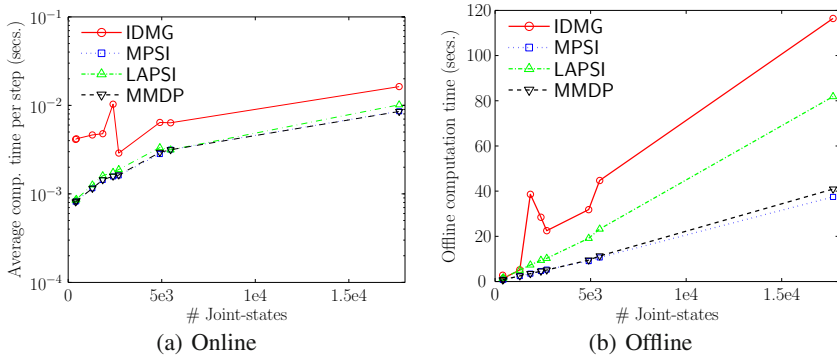 10⁻¹
10⁻²
10⁻³
10⁻⁴
Average comp. time per step (secs.)
IDMG
MPSI
LAPSI
MMDP
0 5e3 1e4 1.5e4
# Joint-states
(a) Online
120
100
80
60
40
20
0
Offline computation time (secs.)
IDMG
MPSI
LAPSI
MMDP
0 5e3 1e4 1.5e4
# Joint-states
(b) Offline